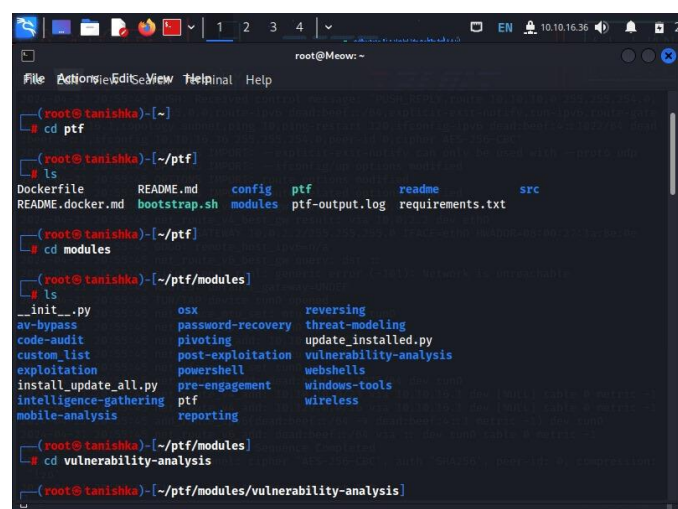 1 2 3 4 EN 10.10.16.36
root@Meow: ~
File Actions Edit View Help
Terminal Help
(root㉿tanishka)-[~]
# cd ptf
(root㉿tanishka)-[~/ptf]
# ls
Dockerfile README.md config ptf readme src
README.docker.md bootstrap.sh modules ptf-output.log requirements.txt
(root㉿tanishka)-[~/ptf]
# cd modules
(root㉿tanishka)-[~/ptf/modules]
# ls
__init__.py osx reversing
av-bypass password-recovery threat-modeling
code-audit pivoting update_installed.py
custom_list post-exploitation vulnerability-analysis
exploitation powershell webshells
install_update_all.py pre-engagement windows-tools
intelligence-gathering ptf wireless
mobile-analysis reporting
(root㉿tanishka)-[~/ptf/modules]
# cd vulnerability-analysis
(root㉿tanishka)-[~/ptf/modules/vulnerability-analysis]